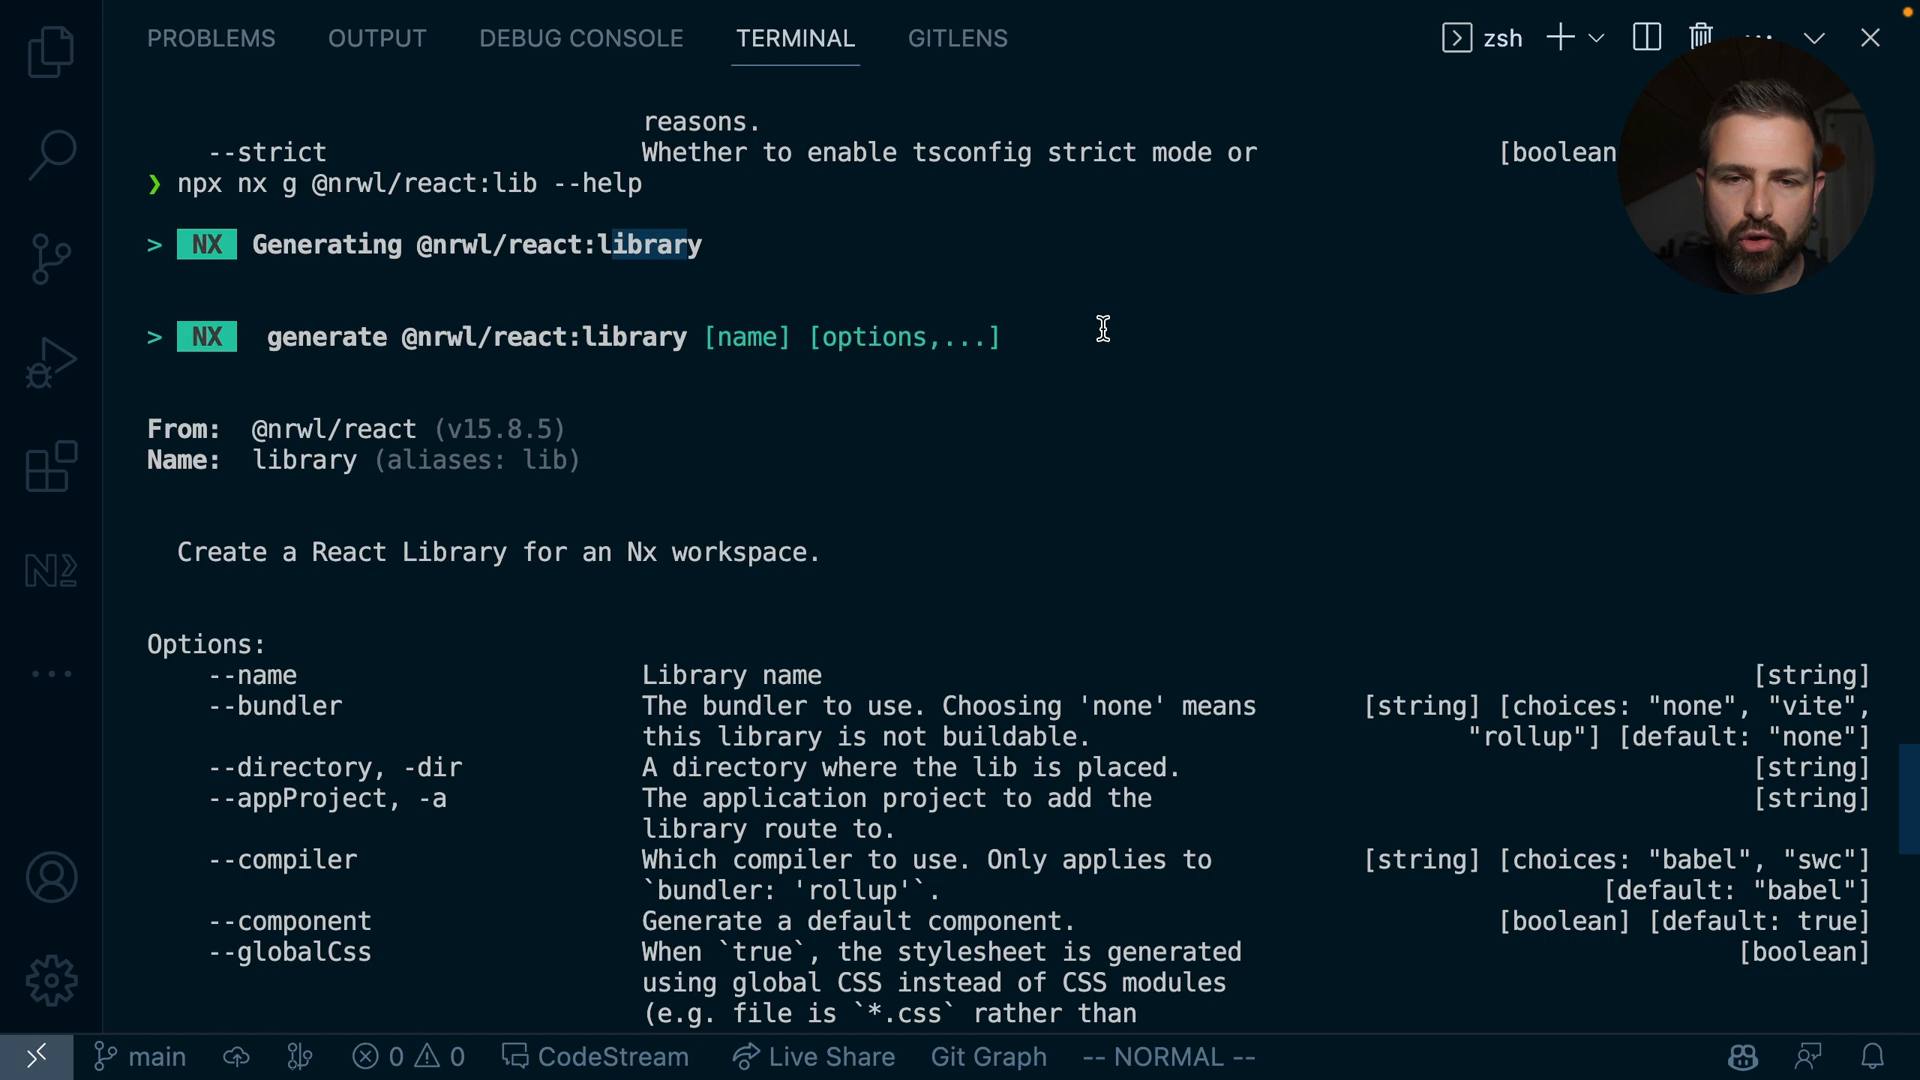 PROBLEMS OUTPUT DEBUG CONSOLE TERMINAL GITLENS zsh
reasons.
--strict Whether to enable tsconfig strict mode or [boolean
❯ npx nx g @nrwl/react:lib --help
> NX Generating @nrwl/react:library
> NX generate @nrwl/react:library [name] [options,...]
From: @nrwl/react (v15.8.5)
Name: library (aliases: lib)
Create a React Library for an Nx workspace.
Options:
--name Library name [string]
--bundler The bundler to use. Choosing 'none' means [string] [choices: "none", "vite",
this library is not buildable. "rollup"] [default: "none"]
--directory, -dir A directory where the lib is placed. [string]
--appProject, -a The application project to add the [string]
library route to.
--compiler Which compiler to use. Only applies to [string] [choices: "babel", "swc"]
`bundler: 'rollup'`. [default: "babel"]
--component Generate a default component. [boolean] [default: true]
--globalCss When `true`, the stylesheet is generated [boolean]
using global CSS instead of CSS modules
(e.g. file is `*.css` rather than
main 0 0 CodeStream Live Share Git Graph -- NORMAL --